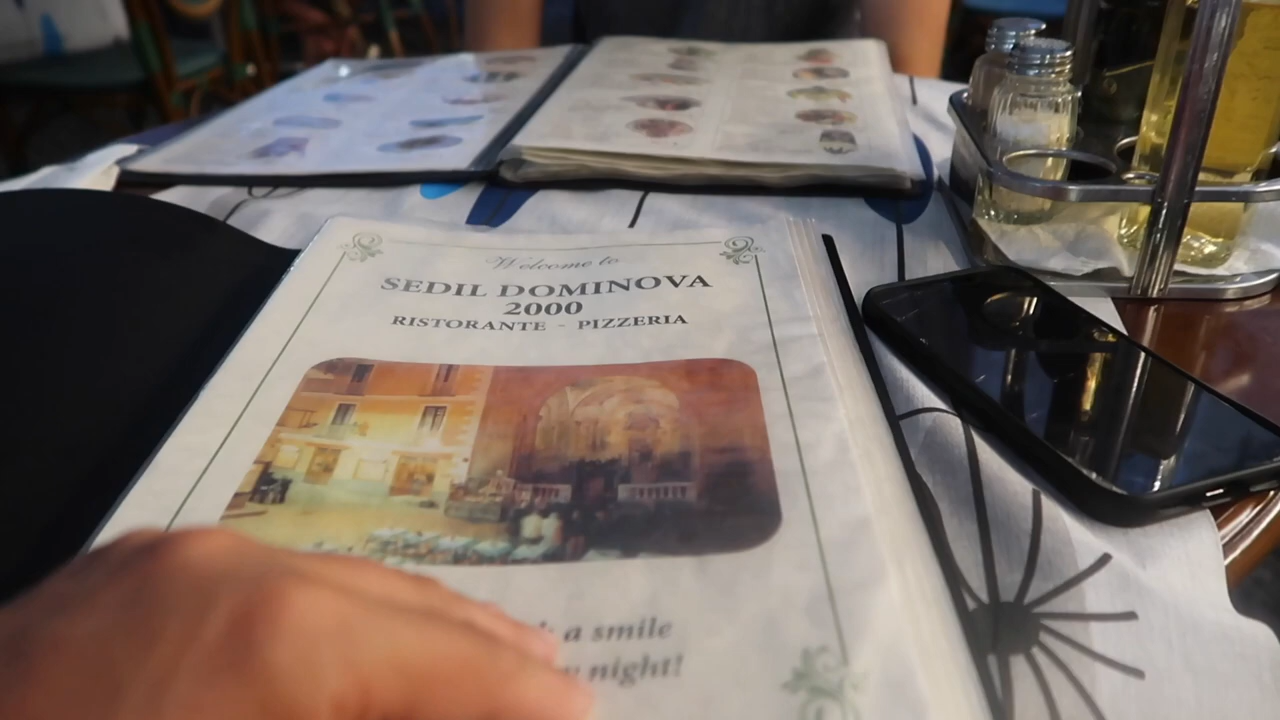 Welcome to
SEDIL DOMINOVA
2000
RISTORANTE - PIZZERIA
a smile
night!